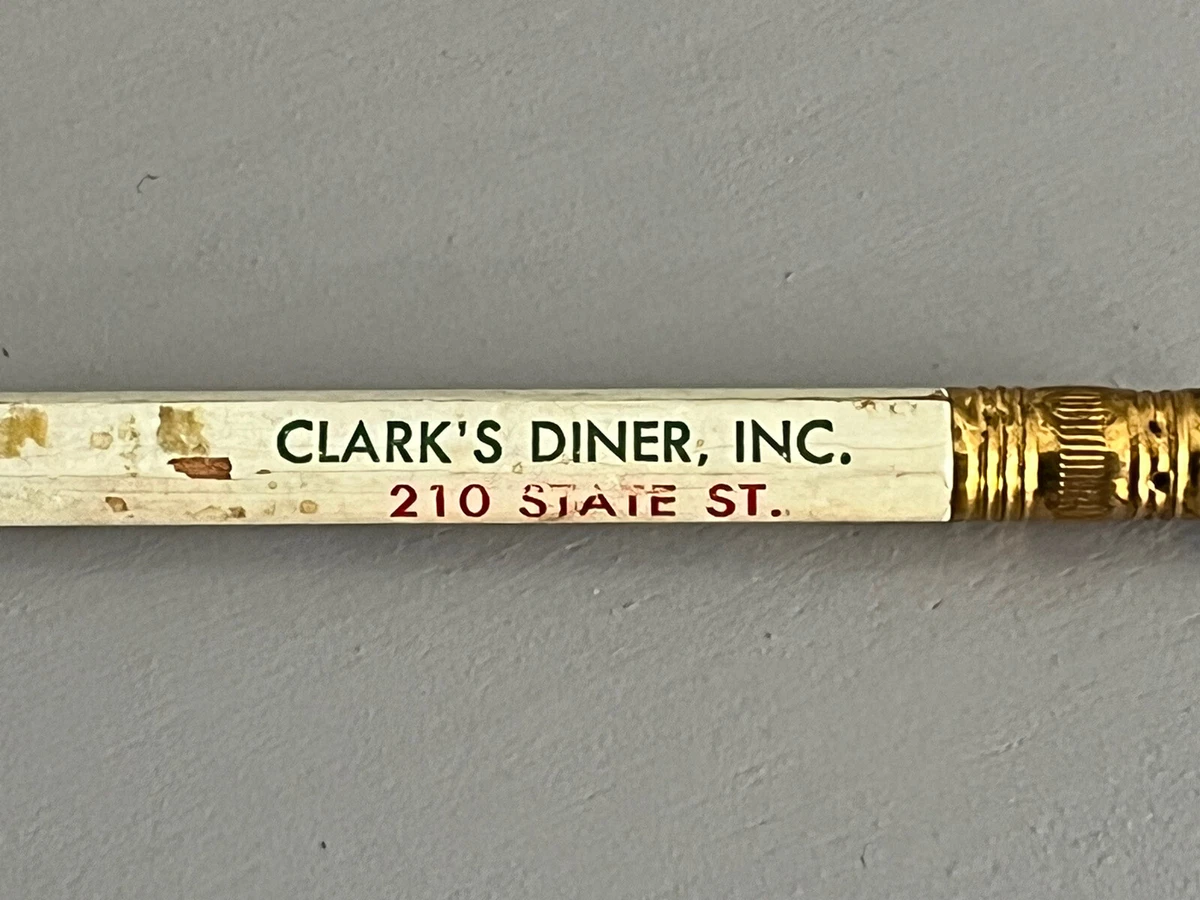 CLARK'S DINER, INC.
210 STATE ST.